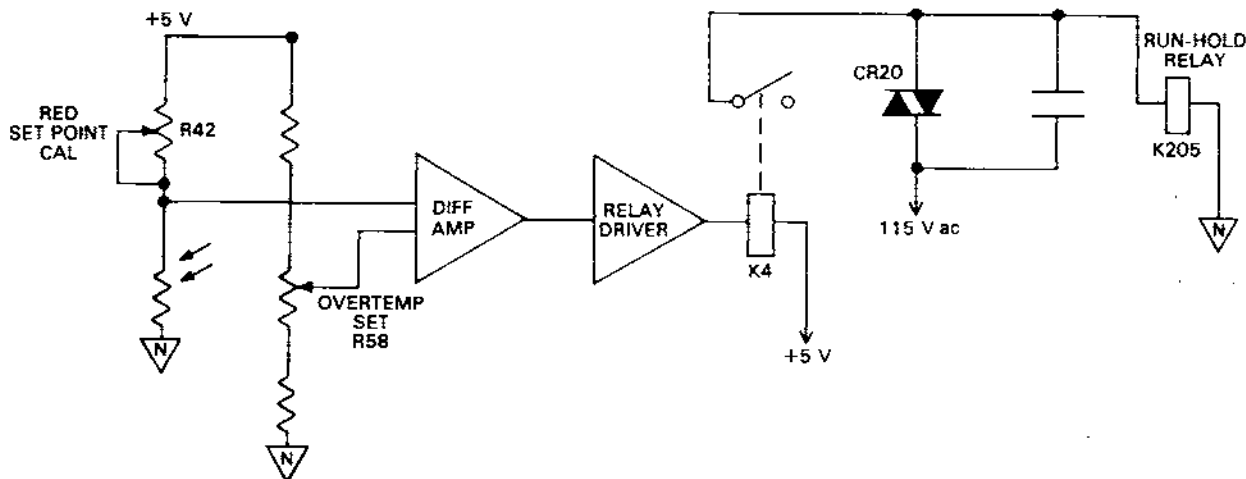 +5 V
RED
SET POINT
CAL
R42
N
OVERTEMP
SET
R58
N
DIFF
AMP
RELAY
DRIVER
K4
+5 V
CR20
115 V ac
RUN-HOLD
RELAY
K205
N